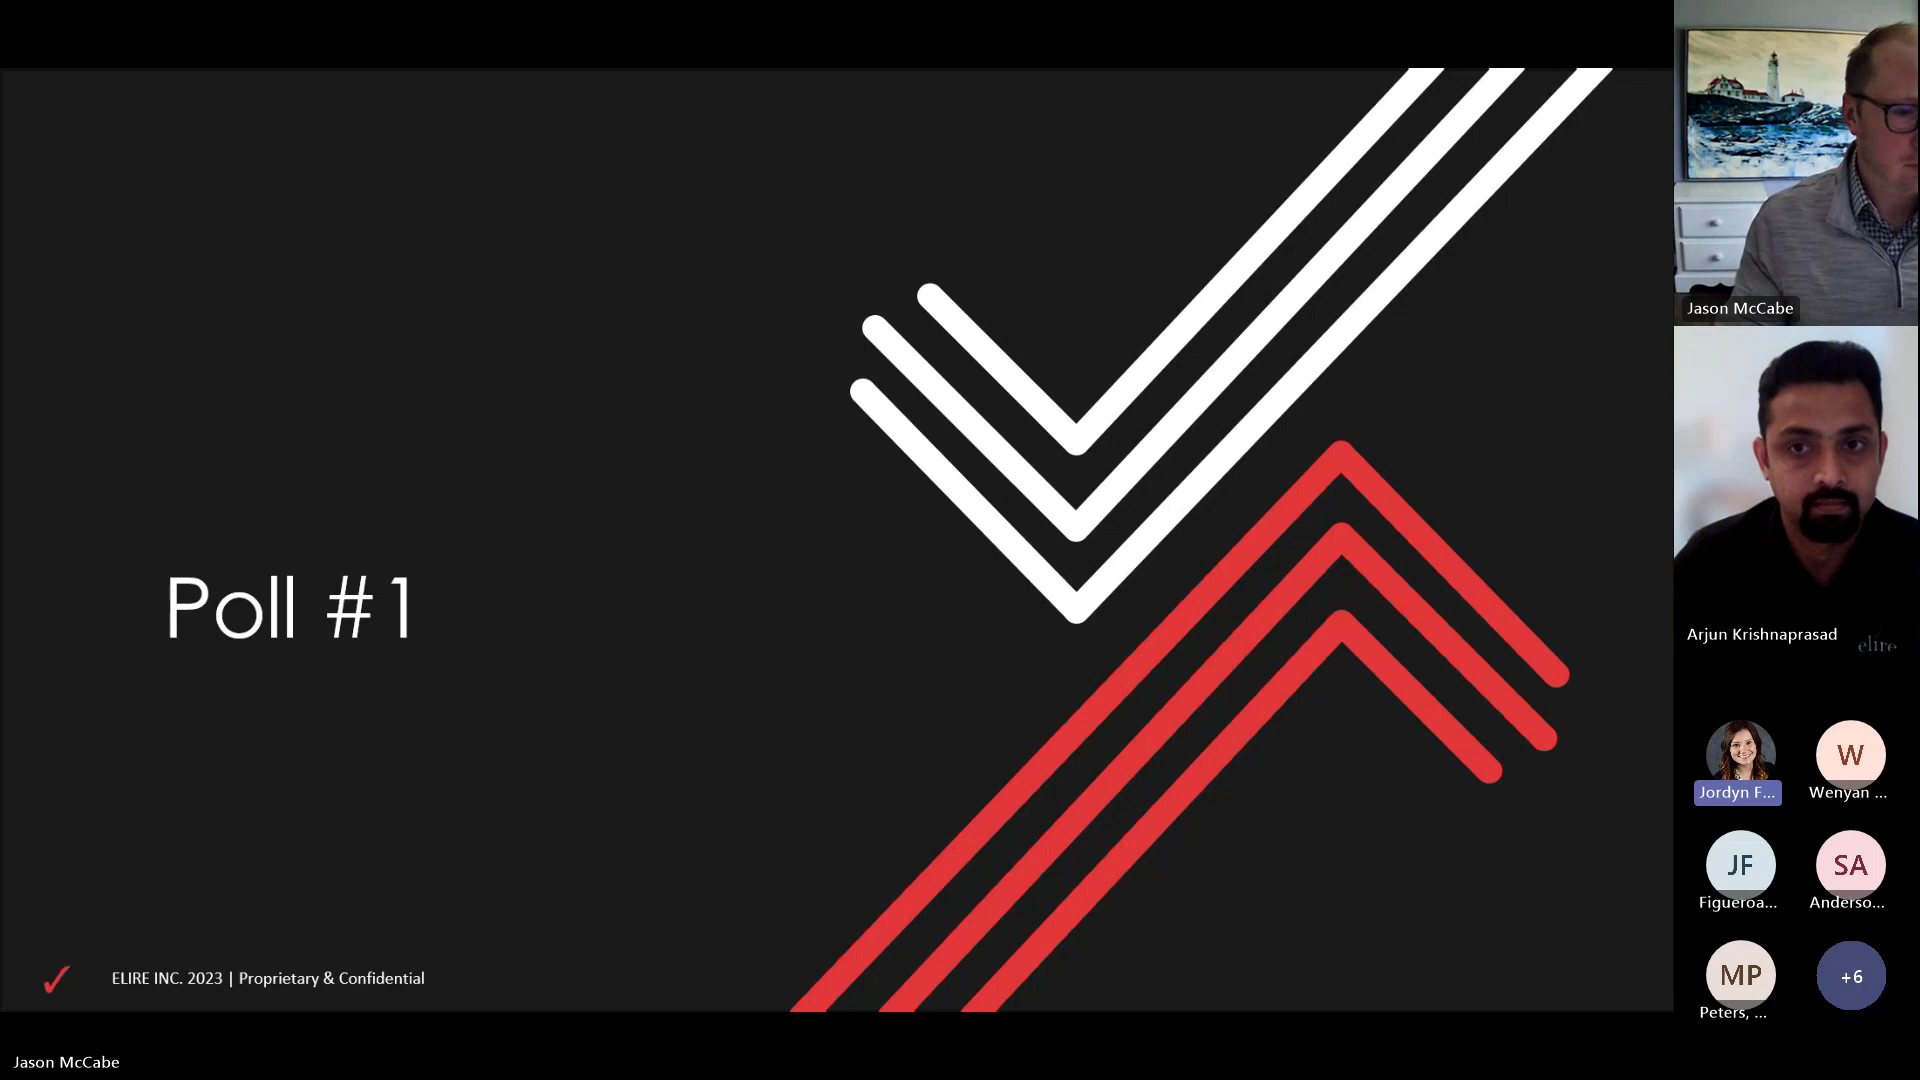 Poll #1
ELIRE INC. 2023 | Proprietary & Confidential
Jason McCabe
Jason McCabe
Arjun Krishnaprasad
elire
Jordyn F...
W
Wenyan ...
JF
Figueroa...
SA
Anderso...
MP
Peters, ...
+6